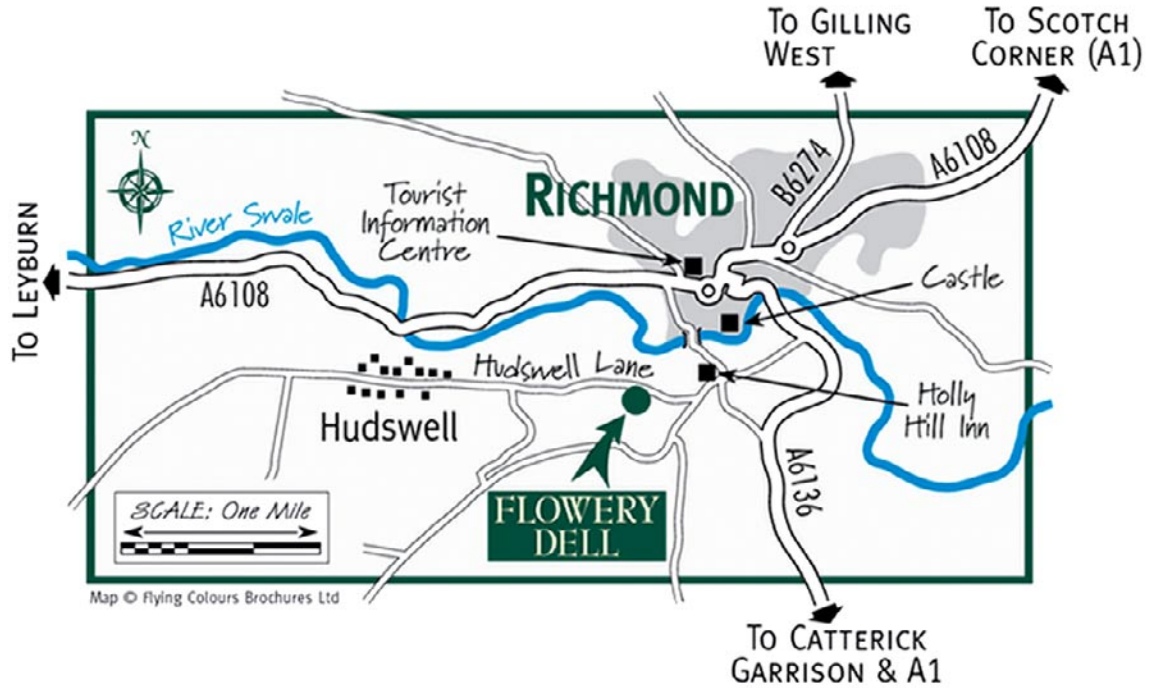 To Gilling
West
To Scotch
Corner (A1)
N
B6274
A6108
Richmond
Tourist
Information
Centre
River Swale
To Leyburn
A6108
Castle
Hudswell Lane
Holly
Hill Inn
Hudswell
A6136
FLOWERY
DELL
SCALE: One Mile
Map © Flying Colours Brochures Ltd
To Catterick
Garrison & A1